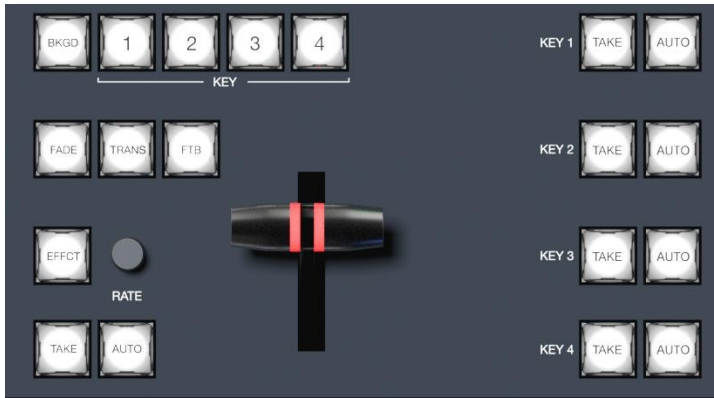 BKGD 1 2 3 4
KEY
KEY 1 TAKE AUTO
FADE TRANS FTB
KEY 2 TAKE AUTO
EFFCT
RATE
KEY 3 TAKE AUTO
TAKE AUTO
KEY 4 TAKE AUTO